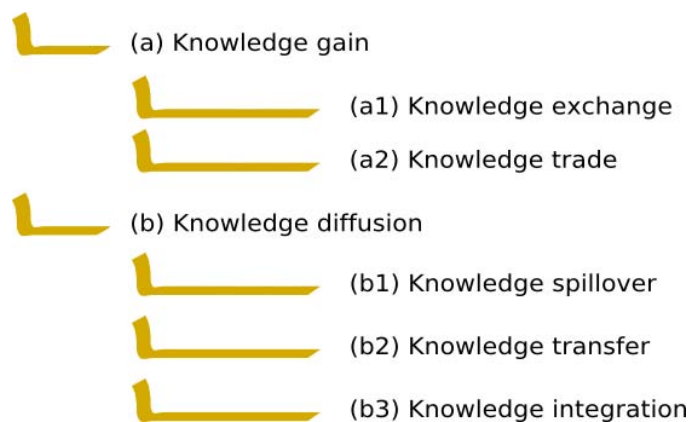 (a) Knowledge gain
(a1) Knowledge exchange
(a2) Knowledge trade
(b) Knowledge diffusion
(b1) Knowledge spillover
(b2) Knowledge transfer
(b3) Knowledge integration